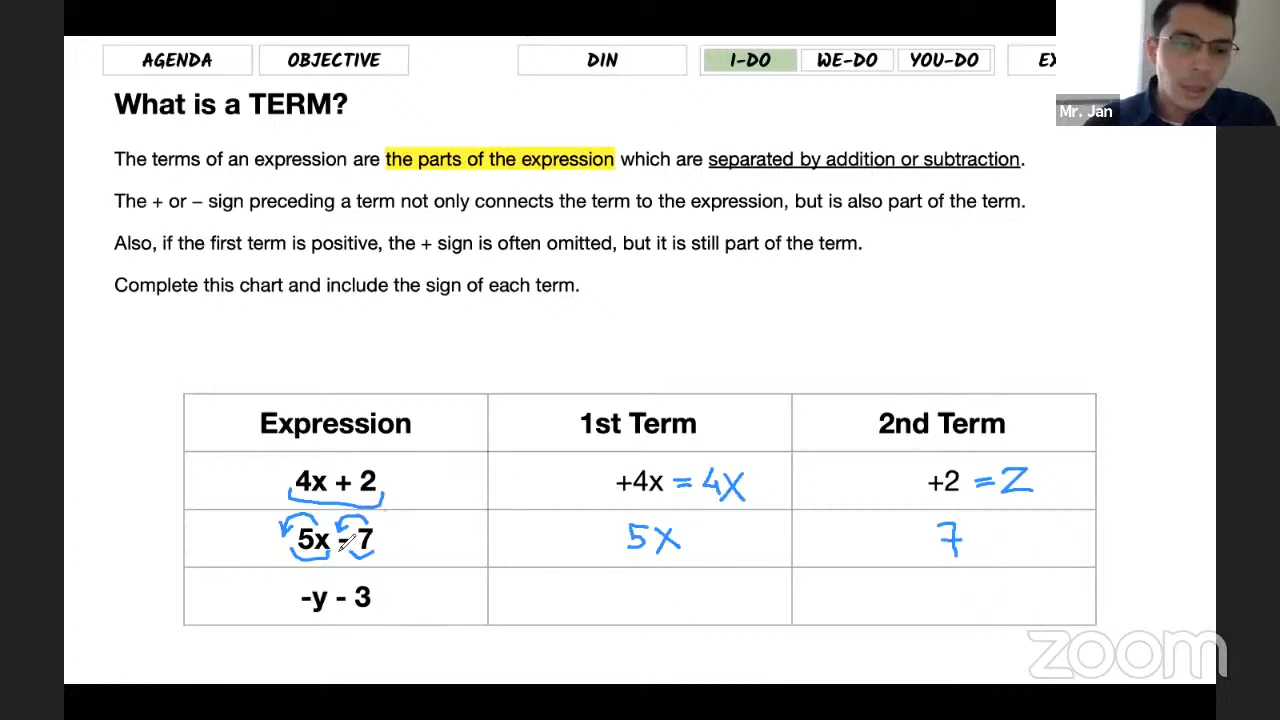 AGENDA OBJECTIVE DIN I-DO WE-DO YOU-DO
What is a TERM?
Mr. Jan
The terms of an expression are the parts of the expression which are separated by addition or subtraction.
The + or – sign preceding a term not only connects the term to the expression, but is also part of the term.
Also, if the first term is positive, the + sign is often omitted, but it is still part of the term.
Complete this chart and include the sign of each term.
Expression 1st Term 2nd Term
4x + 2 +4x = 4X +2 = 2
5x - 7 5X 7
-y - 3
zoom